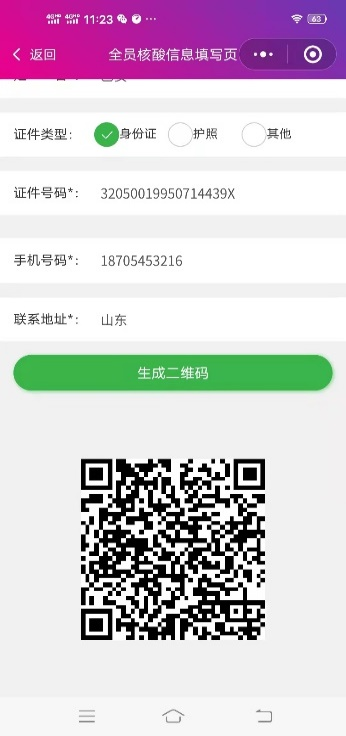 4GHD 4GHD 11:23 ••• 63
返回 全员核酸信息填写页
证件类型： 身份证 护照 其他
证件号码*： 32050019950714439X
手机号码*： 18705453216
联系地址*： 山东
生成二维码